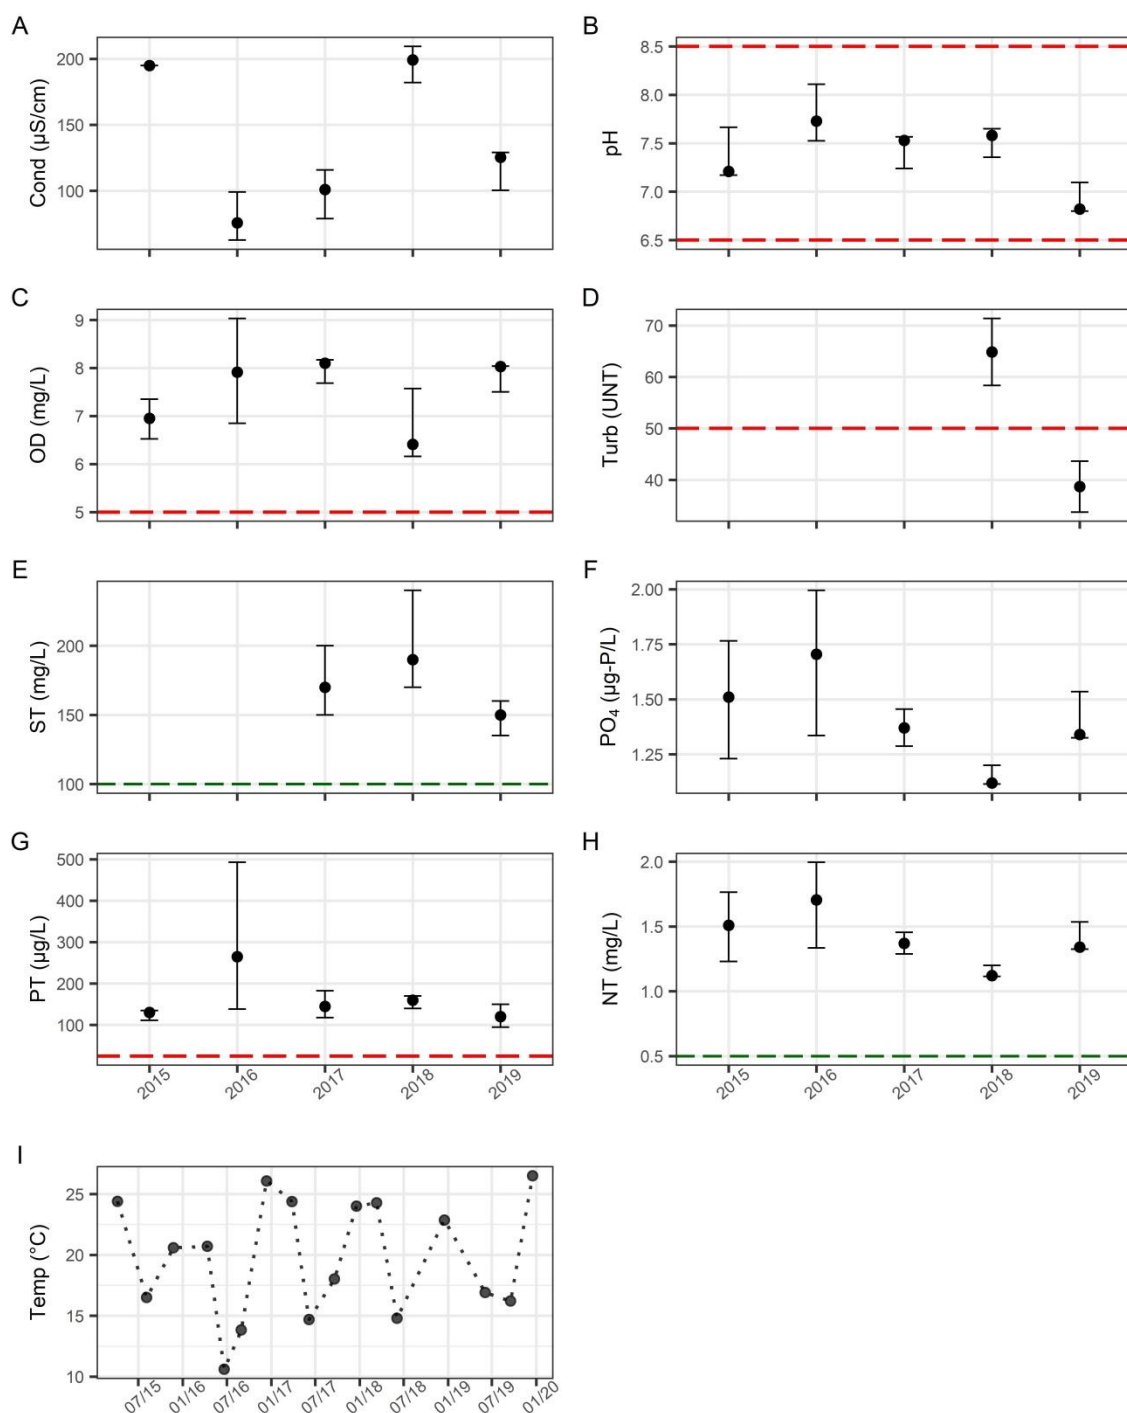 A
Cond (µS/cm)
200
150
100
B
pH
8.5
8.0
7.5
7.0
6.5
C
OD (mg/L)
9
8
7
6
5
D
Turb (UNT)
70
60
50
40
E
ST (mg/L)
200
150
100
F
PO₄ (µg-P/L)
2.00
1.75
1.50
1.25
G
PT (µg/L)
500
400
300
200
100
2015 2016 2017 2018 2019
H
NT (mg/L)
2.0
1.5
1.0
0.5
2015 2016 2017 2018 2019
I
Temp (°C)
25
20
15
10
07/15 01/16 07/16 01/17 07/17 01/18 07/18 01/19 07/19 01/20